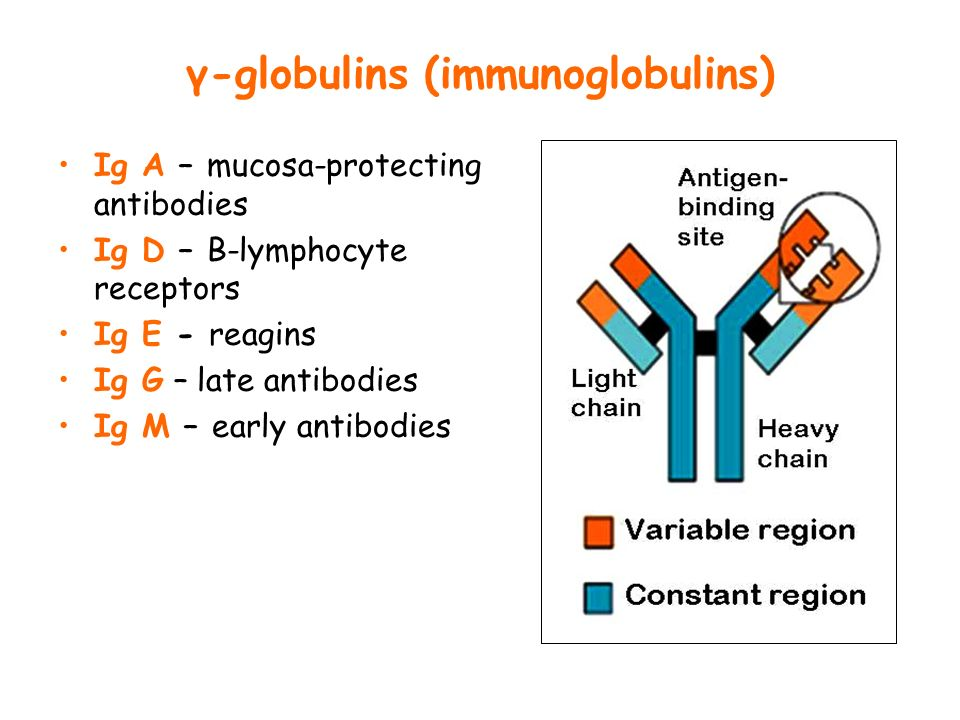 γ-globulins (immunoglobulins)
• Ig A – mucosa-protecting
antibodies
• Ig D – B-lymphocyte
receptors
• Ig E - reagins
• Ig G – late antibodies
• Ig M – early antibodies
Antigen-
binding
site
Light
chain
Heavy
chain
Variable region
Constant region